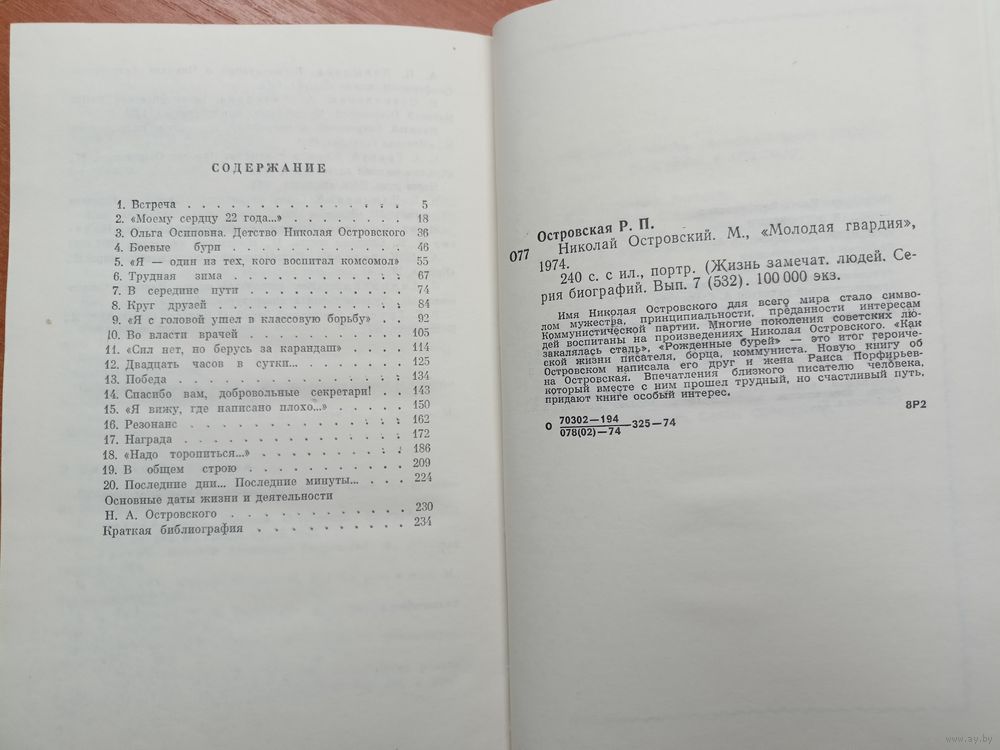 СОДЕРЖАНИЕ
1. Встреча . . . . . . . . . . . . . . . 5
2. «Моему сердцу 22 года...» . . . . . . . . 18
3. Ольга Осиповна. Детство Николая Островского 36
4. Боевые бури . . . . . . . . . . . . 46
5. «Я — один из тех, кого воспитал комсомол» 55
6. Трудная зима . . . . . . . . . . . . 67
7. В середине пути . . . . . . . . . . . 74
8. Круг друзей . . . . . . . . . . . . . 84
9. «Я с головой ушел в классовую борьбу» . . 92
10. Во власти врачей . . . . . . . . . . 105
11. «Сил нет, но берусь за карандаш» . . . . 114
12. Двадцать часов в сутки... . . . . . . . 125
13. Победа . . . . . . . . . . . . . . . 134
14. Спасибо вам, добровольные секретари! . . 143
15. «Я вижу, где написано плохо...» . . . . . 150
16. Резонанс . . . . . . . . . . . . . . 162
17. Награда . . . . . . . . . . . . . . 172
18. «Надо торопиться...» . . . . . . . . . . 186
19. В общем строю . . . . . . . . . . . 209
20. Последние дни... Последние минуты... . . . 224
Основные даты жизни и деятельности
Н. А. Островского . . . . . . . . . . . . 230
Краткая библиография . . . . . . . . . . . 234
Островская Р. П.
077 Николай Островский. М., «Молодая гвардия»,
1974.
240 с. с ил., портр. (Жизнь замечат. людей. Се-
рия биографий. Вып. 7 (532). 100 000 экз.
Имя Николая Островского для всего мира стало симво-
лом мужества, принципиальности, преданности интересам
Коммунистической партии. Многие поколения советских лю-
дей воспитаны на произведениях Николая Островского. «Как
закалялась сталь», «Рожденные бурей» — это итог героиче-
ской жизни писателя, борца, коммуниста. Новую книгу об
Островском написала его друг и жена Раиса Порфирьев-
на Островская. Впечатления близкого писателю человека,
который вместе с ним прошел трудный, но счастливый путь,
придают книге особый интерес.
8Р2
О 70302—194
078(02)—74 —325—74
www.ay.by